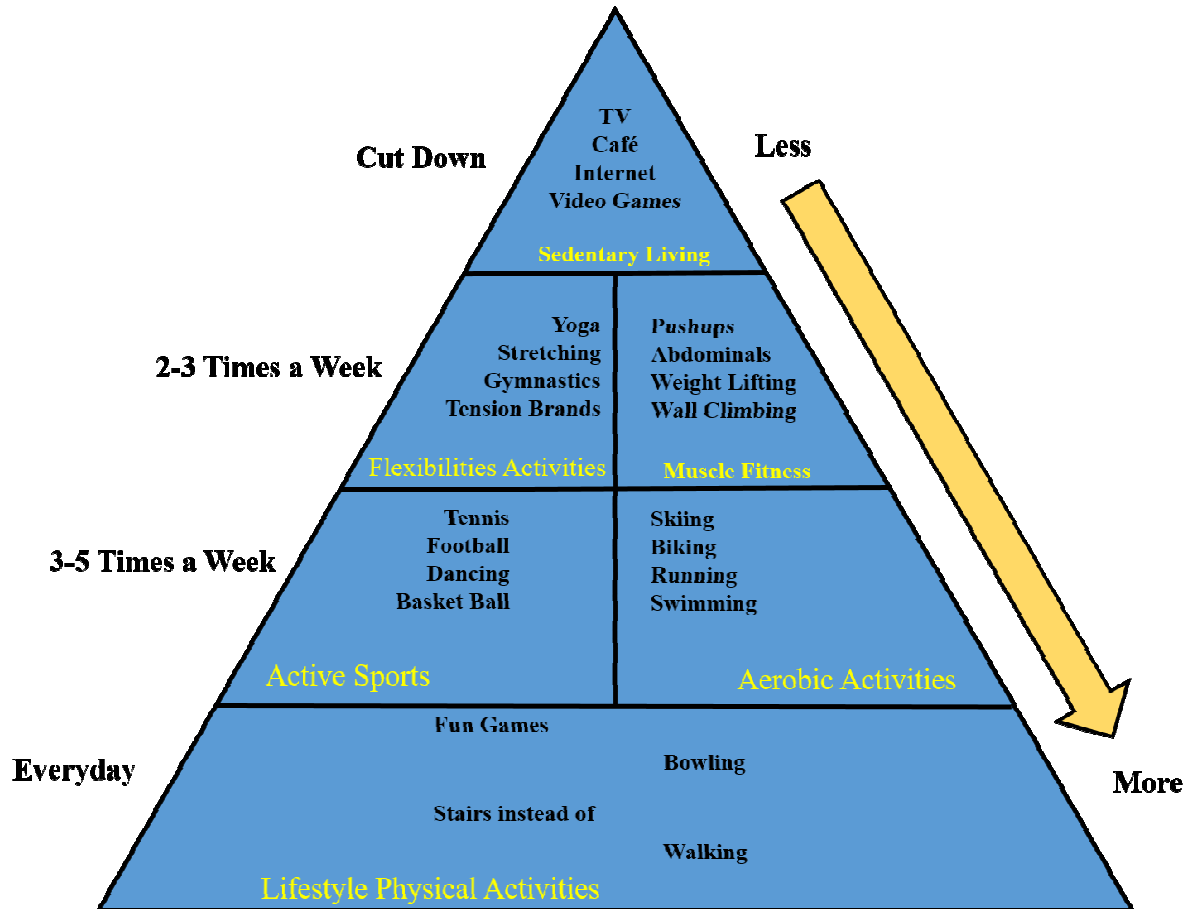 TV
Café
Internet
Video Games
Cut Down
Less
Sedentary Living
2-3 Times a Week
Yoga
Stretching
Gymnastics
Tension Brands
Flexibilities Activities
Pushups
Abdominals
Weight Lifting
Wall Climbing
Muscle Fitness
3-5 Times a Week
Tennis
Football
Dancing
Basket Ball
Active Sports
Skiing
Biking
Running
Swimming
Aerobic Activities
Everyday
Fun Games
Bowling
Stairs instead of
Walking
Lifestyle Physical Activities
More